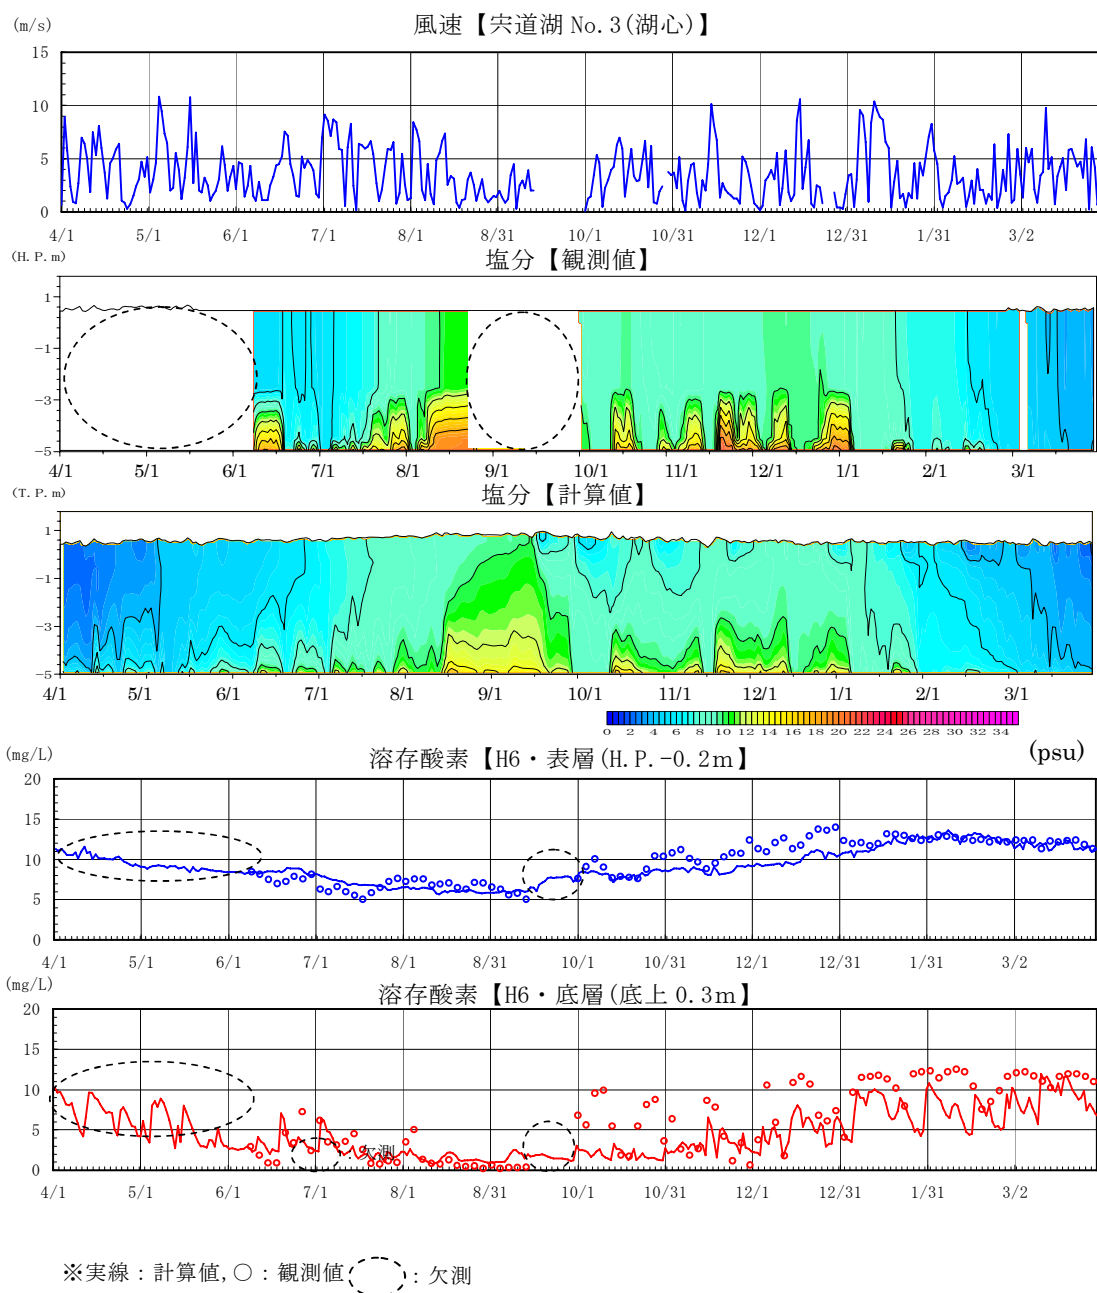 風速【宍道湖 No.3(湖心)】
(m/s)
15
10
5
0
4/1 5/1 6/1 7/1 8/1 8/31 10/1 10/31 12/1 12/31 1/31 3/2
(H.P.m)
塩分【観測値】
1
-1
-3
-5
4/1 5/1 6/1 7/1 8/1 9/1 10/1 11/1 12/1 1/1 2/1 3/1
(T.P.m)
塩分【計算値】
1
-1
-3
-5
4/1 5/1 6/1 7/1 8/1 9/1 10/1 11/1 12/1 1/1 2/1 3/1
0 2 4 6 8 10 12 14 16 18 20 22 24 26 28 30 32 34
(psu)
(mg/L)
溶存酸素【H6・表層(H.P.-0.2m】
20
15
10
5
0
4/1 5/1 6/1 7/1 8/1 8/31 10/1 10/31 12/1 12/31 1/31 3/2
(mg/L)
溶存酸素【H6・底層(底上 0.3m】
20
15
10
5
0
欠測
4/1 5/1 6/1 7/1 8/1 8/31 10/1 10/31 12/1 12/31 1/31 3/2
※実線：計算値,○：観測値 ：欠測